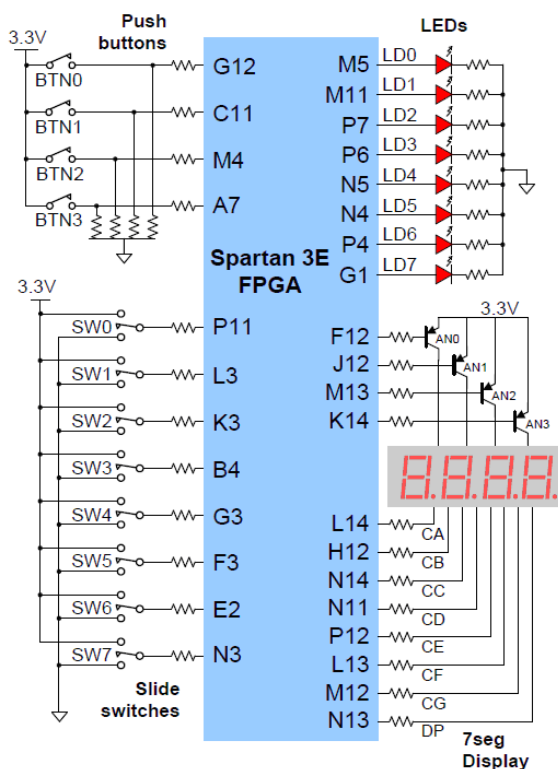 Push
buttons
3.3V
BTN0
G12
BTN1
C11
BTN2
M4
BTN3
A7
Spartan 3E
FPGA
LEDs
M5 LD0
M11 LD1
P7 LD2
P6 LD3
N5 LD4
N4 LD5
P4 LD6
G1 LD7
3.3V
SW0 P11
SW1 L3
SW2 K3
SW3 B4
SW4 G3
SW5 F3
SW6 E2
SW7 N3
Slide
switches
3.3V
F12 AN0
J12 AN1
M13 AN2
K14 AN3
8.8.8.8.
L14 CA
H12 CB
N14 CC
N11 CD
P12 CE
L13 CF
M12 CG
N13 DP
7seg
Display